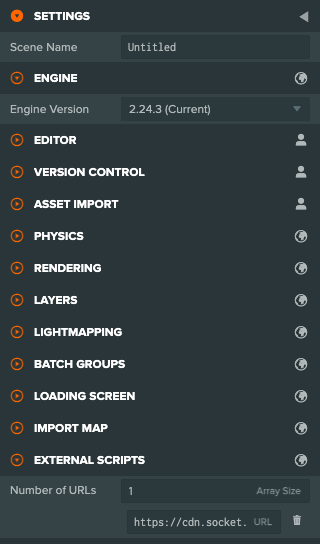 SETTINGS
Scene Name Untitled
ENGINE
Engine Version 2.24.3 (Current)
EDITOR
VERSION CONTROL
ASSET IMPORT
PHYSICS
RENDERING
LAYERS
LIGHTMAPPING
BATCH GROUPS
LOADING SCREEN
IMPORT MAP
EXTERNAL SCRIPTS
Number of URLs 1 Array Size
https://cdn.socket. URL